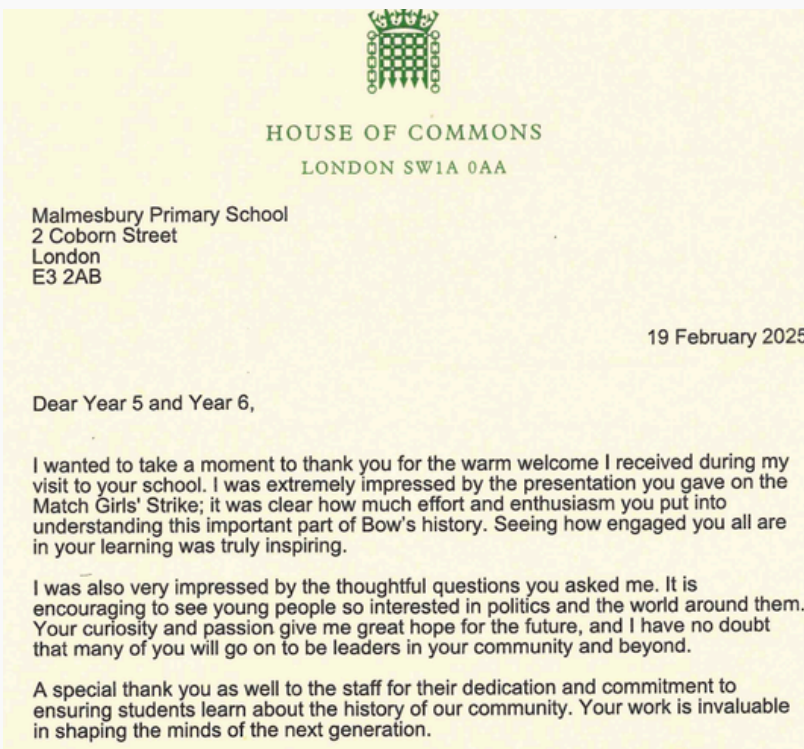 HOUSE OF COMMONS
LONDON SW1A 0AA
Malmesbury Primary School
2 Coborn Street
London
E3 2AB
19 February 2025
Dear Year 5 and Year 6,
I wanted to take a moment to thank you for the warm welcome I received during my
visit to your school. I was extremely impressed by the presentation you gave on the
Match Girls' Strike; it was clear how much effort and enthusiasm you put into
understanding this important part of Bow's history. Seeing how engaged you all are
in your learning was truly inspiring.
I was also very impressed by the thoughtful questions you asked me. It is
encouraging to see young people so interested in politics and the world around them.
Your curiosity and passion give me great hope for the future, and I have no doubt
that many of you will go on to be leaders in your community and beyond.
A special thank you as well to the staff for their dedication and commitment to
ensuring students learn about the history of our community. Your work is invaluable
in shaping the minds of the next generation.